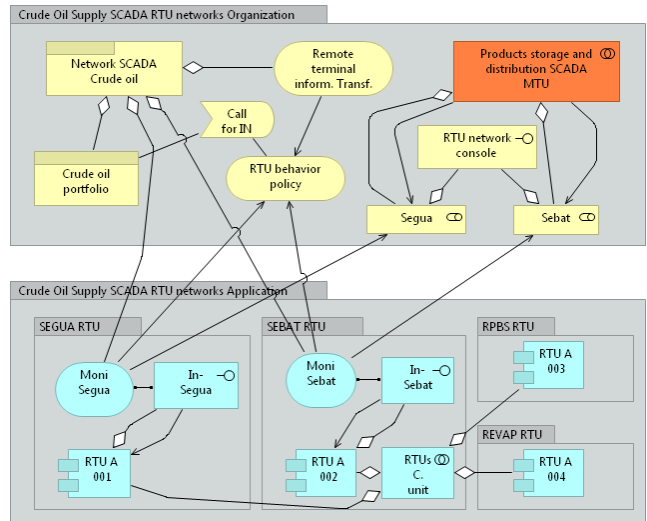 Crude Oil Supply SCADA RTU networks Organization
Network SCADA
Crude oil
Remote
terminal
inform. Transf.
Products storage and
distribution SCADA
MTU
Call
for IN
RTU network
console
Crude oil
portfolio
RTU behavior
policy
Segua
Sebat
Crude Oil Supply SCADA RTU networks Application
SEGUA RTU
SEBAT RTU
RPBS RTU
Moni
Segua
In-
Segua
Moni
Sebat
In-
Sebat
RTU A
003
REVAP RTU
RTU A
001
RTU A
002
RTUs
C.
unit
RTU A
004